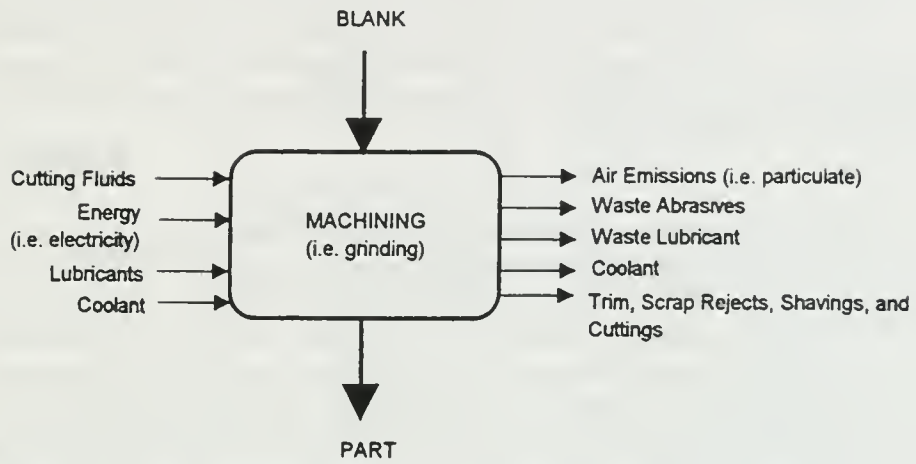 BLANK
Cutting Fluids
Energy
(i.e. electricity)
Lubricants
Coolant
MACHINING
(i.e. grinding)
Air Emissions (i.e. particulate)
Waste Abrasives
Waste Lubricant
Coolant
Trim, Scrap Rejects, Shavings, and
Cuttings
PART